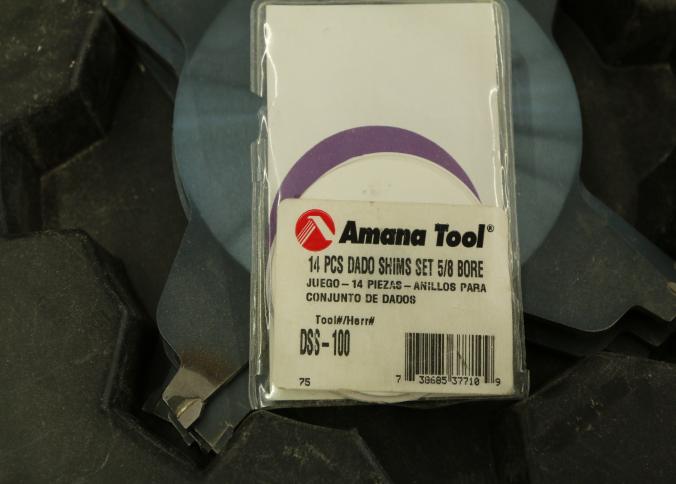 Amana Tool®
14 PCS DADO SHIMS SET 5/8 BORE
JUEGO-14 PIEZAS-ANILLOS PARA
CONJUNTO DE DADOS
Tool#/Herr#
DSS-100
75
7 38685 37710 9